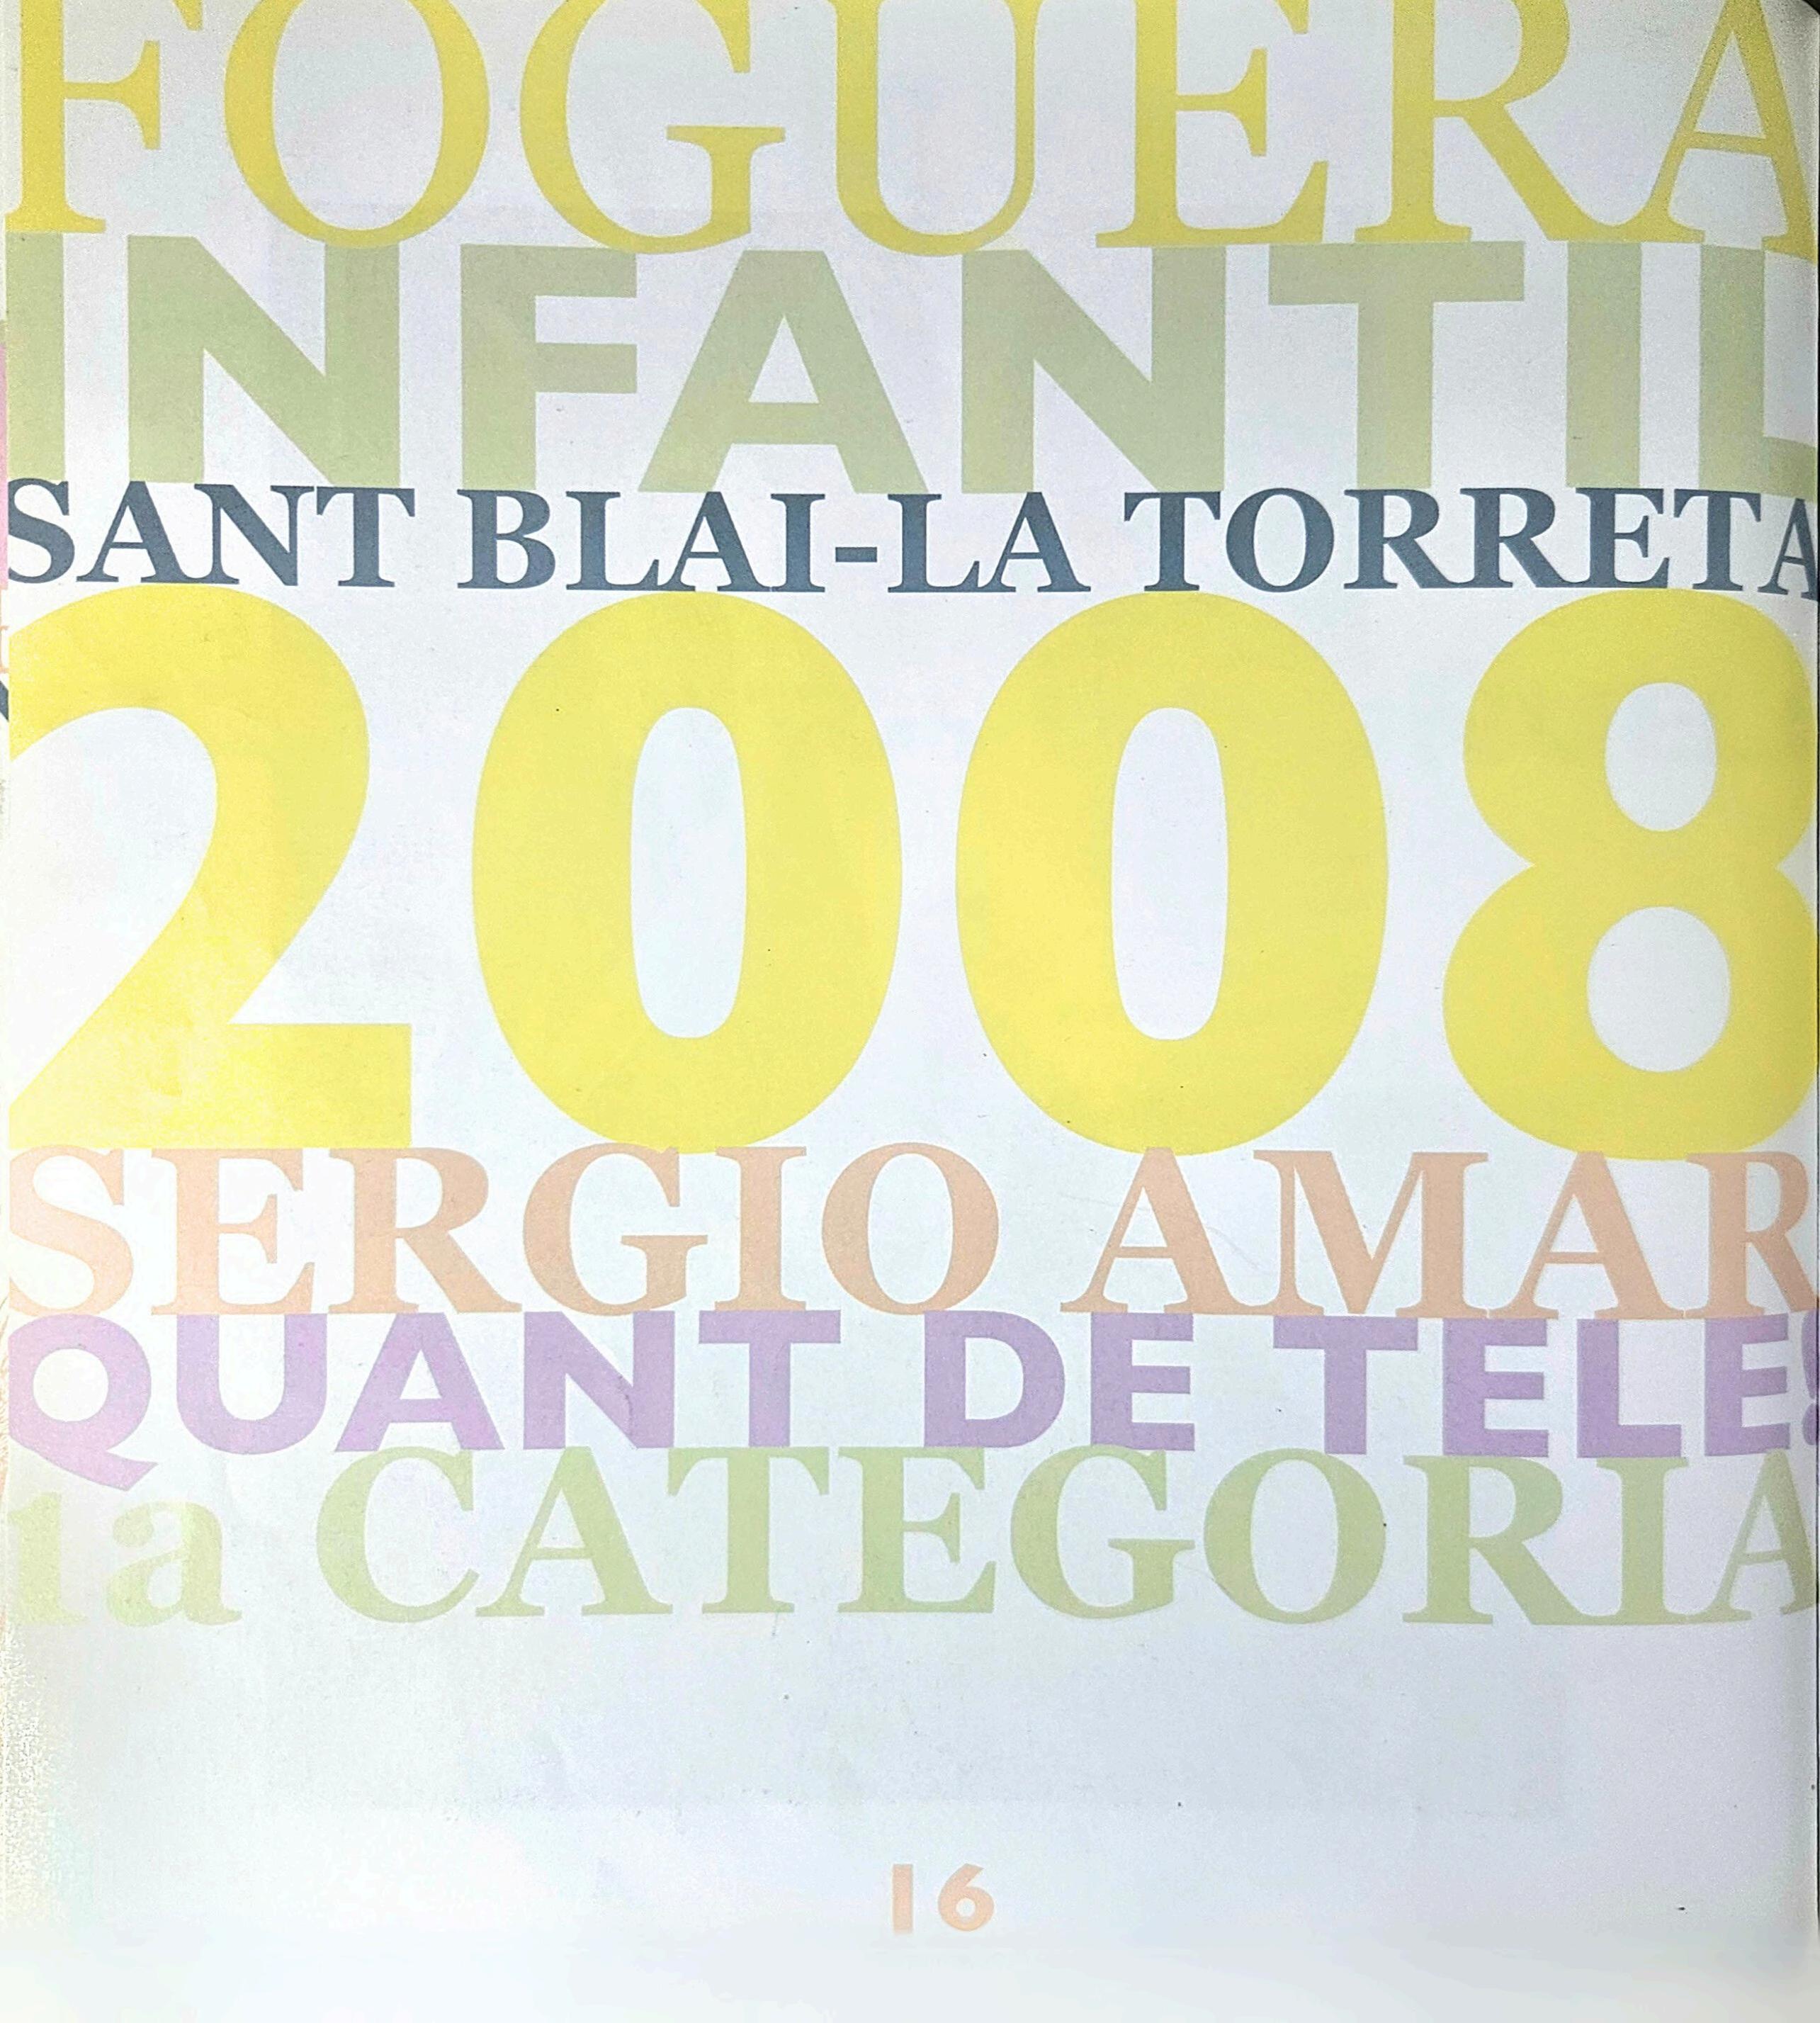 FOGUERA
INFANTIL
SANT BLAI-LA TORRETA
2008
SERGIO AMAR
QUANT DE TELE!
1a CATEGORIA
16